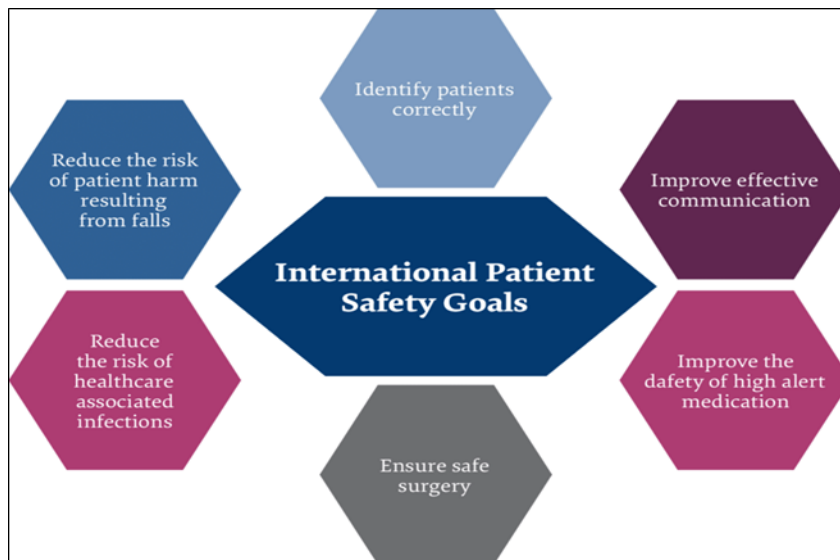 Identify patients
correctly
Reduce the risk
of patient harm
resulting
from falls
Improve effective
communication
International Patient
Safety Goals
Reduce
the risk of
healthcare
associated
infections
Improve the
dafety of high alert
medication
Ensure safe
surgery